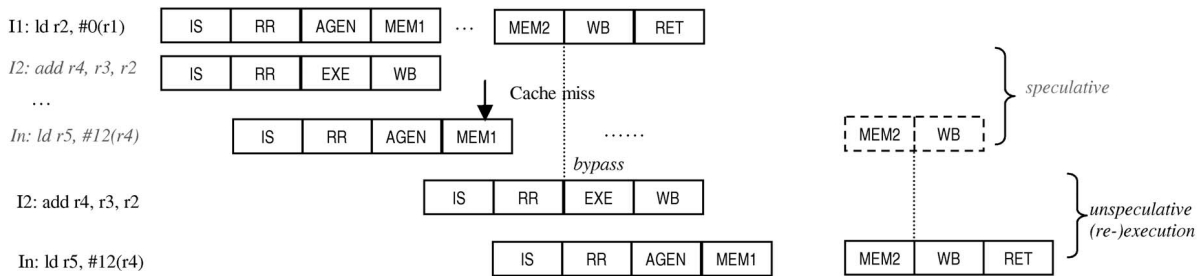 I1: ld r2, #0(r1) IS RR AGEN MEM1 … MEM2 WB RET
I2: add r4, r3, r2 IS RR EXE WB
… Cache miss speculative
In: ld r5, #12(r4) IS RR AGEN MEM1 …… MEM2 WB
bypass
I2: add r4, r3, r2 IS RR EXE WB
unspeculative
(re-)execution
In: ld r5, #12(r4) IS RR AGEN MEM1 MEM2 WB RET